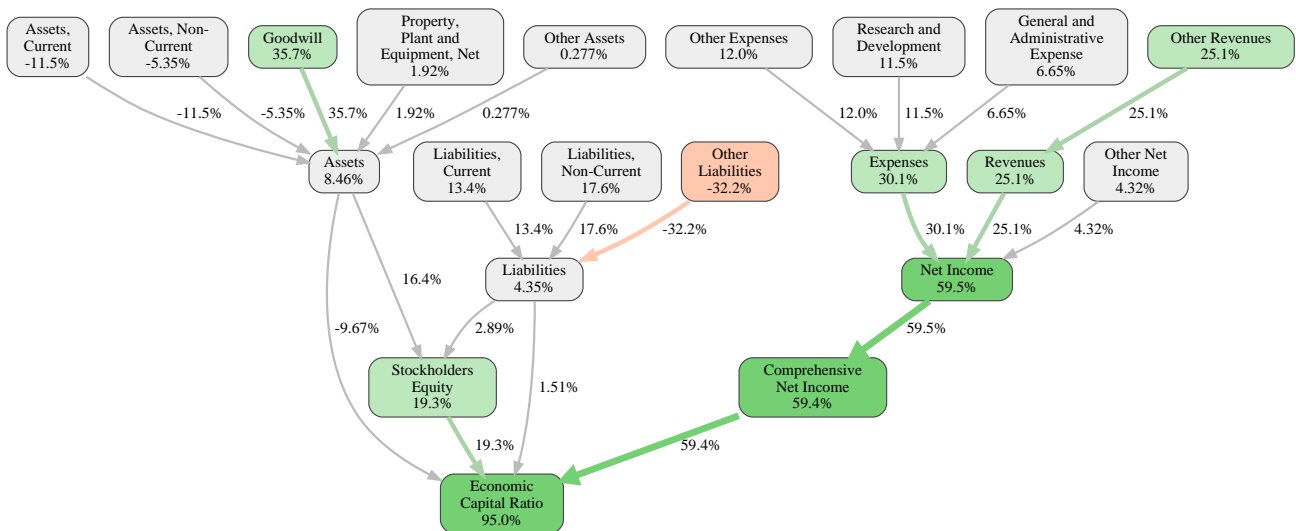 Assets,
Current
-11.5%
Assets, Non-
Current
-5.35%
Goodwill
35.7%
Property,
Plant and
Equipment, Net
1.92%
Other Assets
0.277%
Other Expenses
12.0%
Research and
Development
11.5%
General and
Administrative
Expense
6.65%
Other Revenues
25.1%
-11.5%
-5.35%
35.7%
1.92%
0.277%
12.0%
11.5%
6.65%
25.1%
Assets
8.46%
Liabilities,
Current
13.4%
Liabilities,
Non-Current
17.6%
Other
Liabilities
-32.2%
Expenses
30.1%
Revenues
25.1%
Other Net
Income
4.32%
13.4%
17.6%
-32.2%
30.1%
25.1%
4.32%
16.4%
Liabilities
4.35%
Net Income
59.5%
-9.67%
2.89%
59.5%
Stockholders
Equity
19.3%
1.51%
Comprehensive
Net Income
59.4%
19.3%
59.4%
Economic
Capital Ratio
95.0%